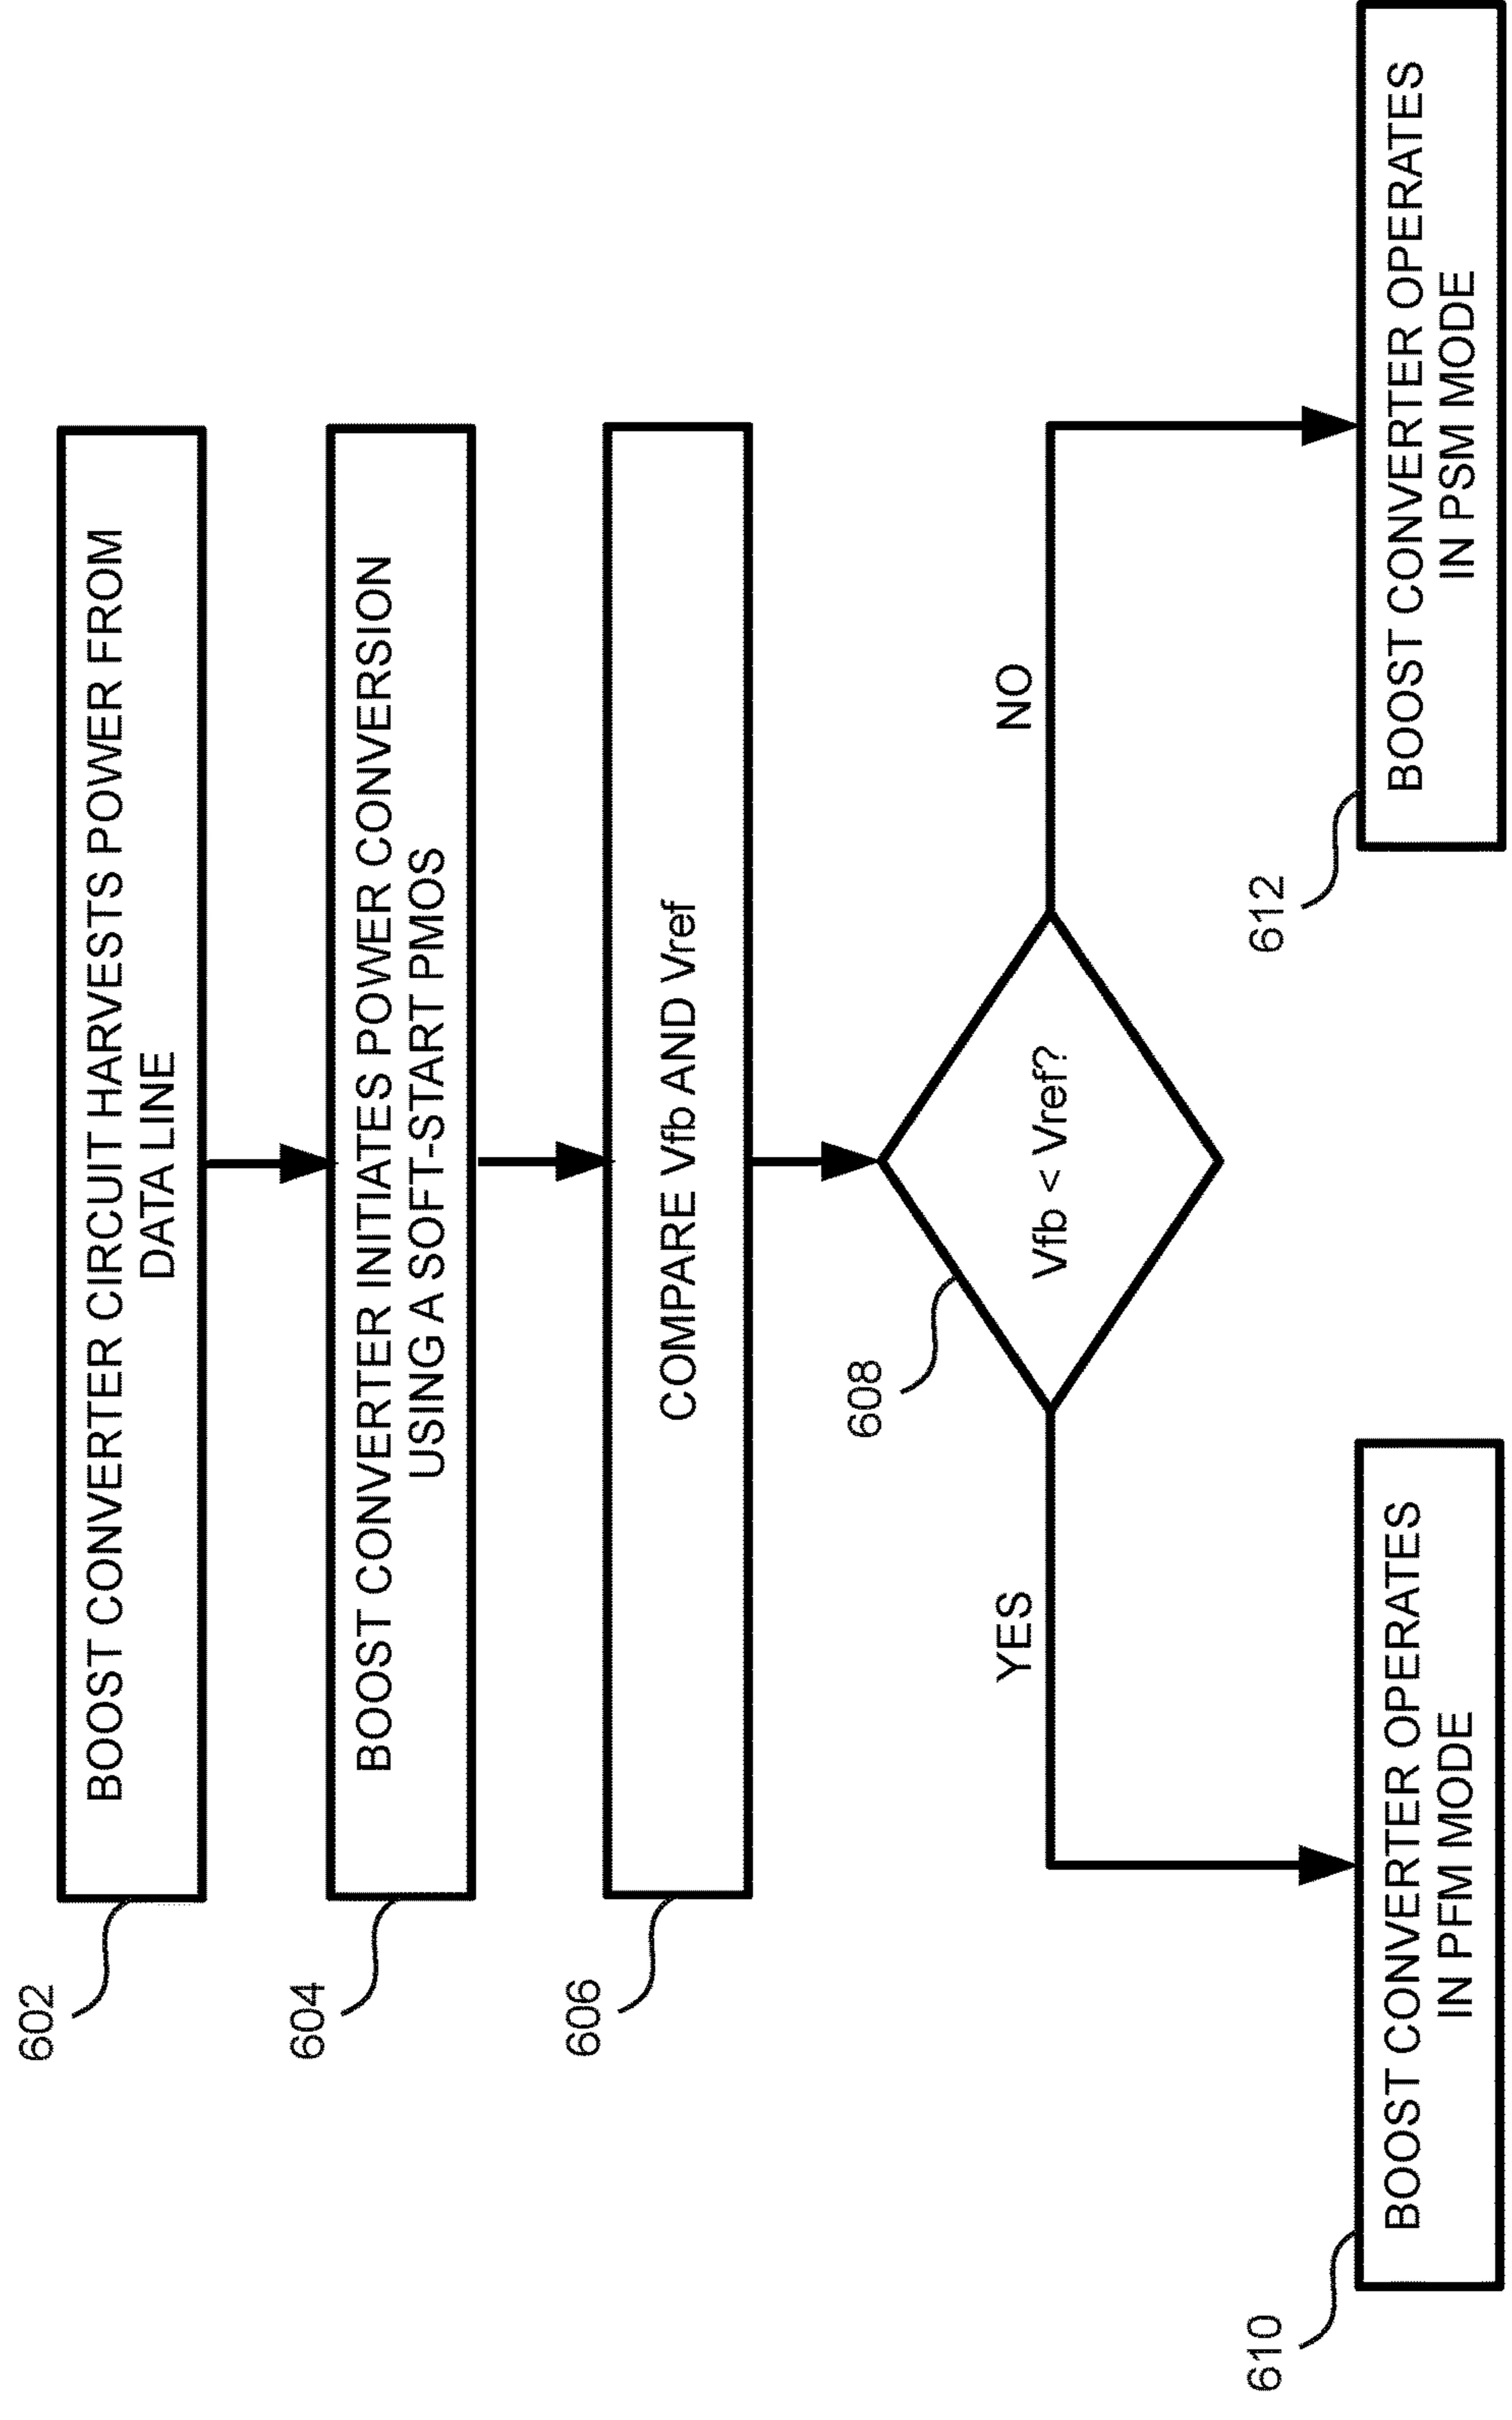 602
BOOST CONVERTER CIRCUIT HARVESTS POWER FROM
DATA LINE
604
BOOST CONVERTER INITIATES POWER CONVERSION
USING A SOFT-START PMOS
606
COMPARE Vfb AND Vref
608
Vfb < Vref?
YES
NO
610
BOOST CONVERTER OPERATES
IN PFM MODE
612
BOOST CONVERTER OPERATES
IN PSM MODE